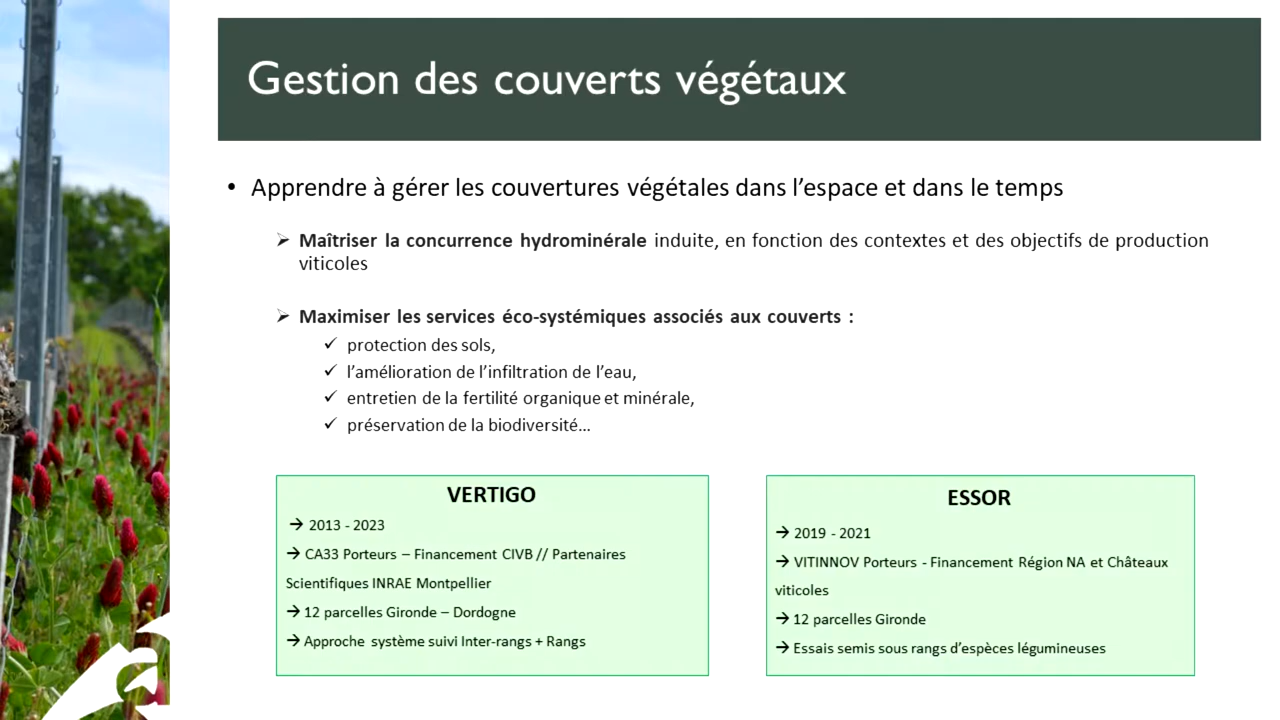 Gestion des couverts végétaux
• Apprendre à gérer les couvertures végétales dans l’espace et dans le temps
➢ Maîtriser la concurrence hydrominérale induite, en fonction des contextes et des objectifs de production
viticoles
➢ Maximiser les services éco-systémiques associés aux couverts :
✓ protection des sols,
✓ l’amélioration de l’infiltration de l’eau,
✓ entretien de la fertilité organique et minérale,
✓ préservation de la biodiversité...
VERTIGO
→ 2013 - 2023
→ CA33 Porteurs – Financement CIVB // Partenaires
Scientifiques INRAE Montpellier
→ 12 parcelles Gironde – Dordogne
→ Approche système suivi Inter-rangs + Rangs
ESSOR
→ 2019 - 2021
→ VITINNOV Porteurs - Financement Région NA et Châteaux
viticoles
→ 12 parcelles Gironde
→ Essais semis sous rangs d’espèces légumineuses